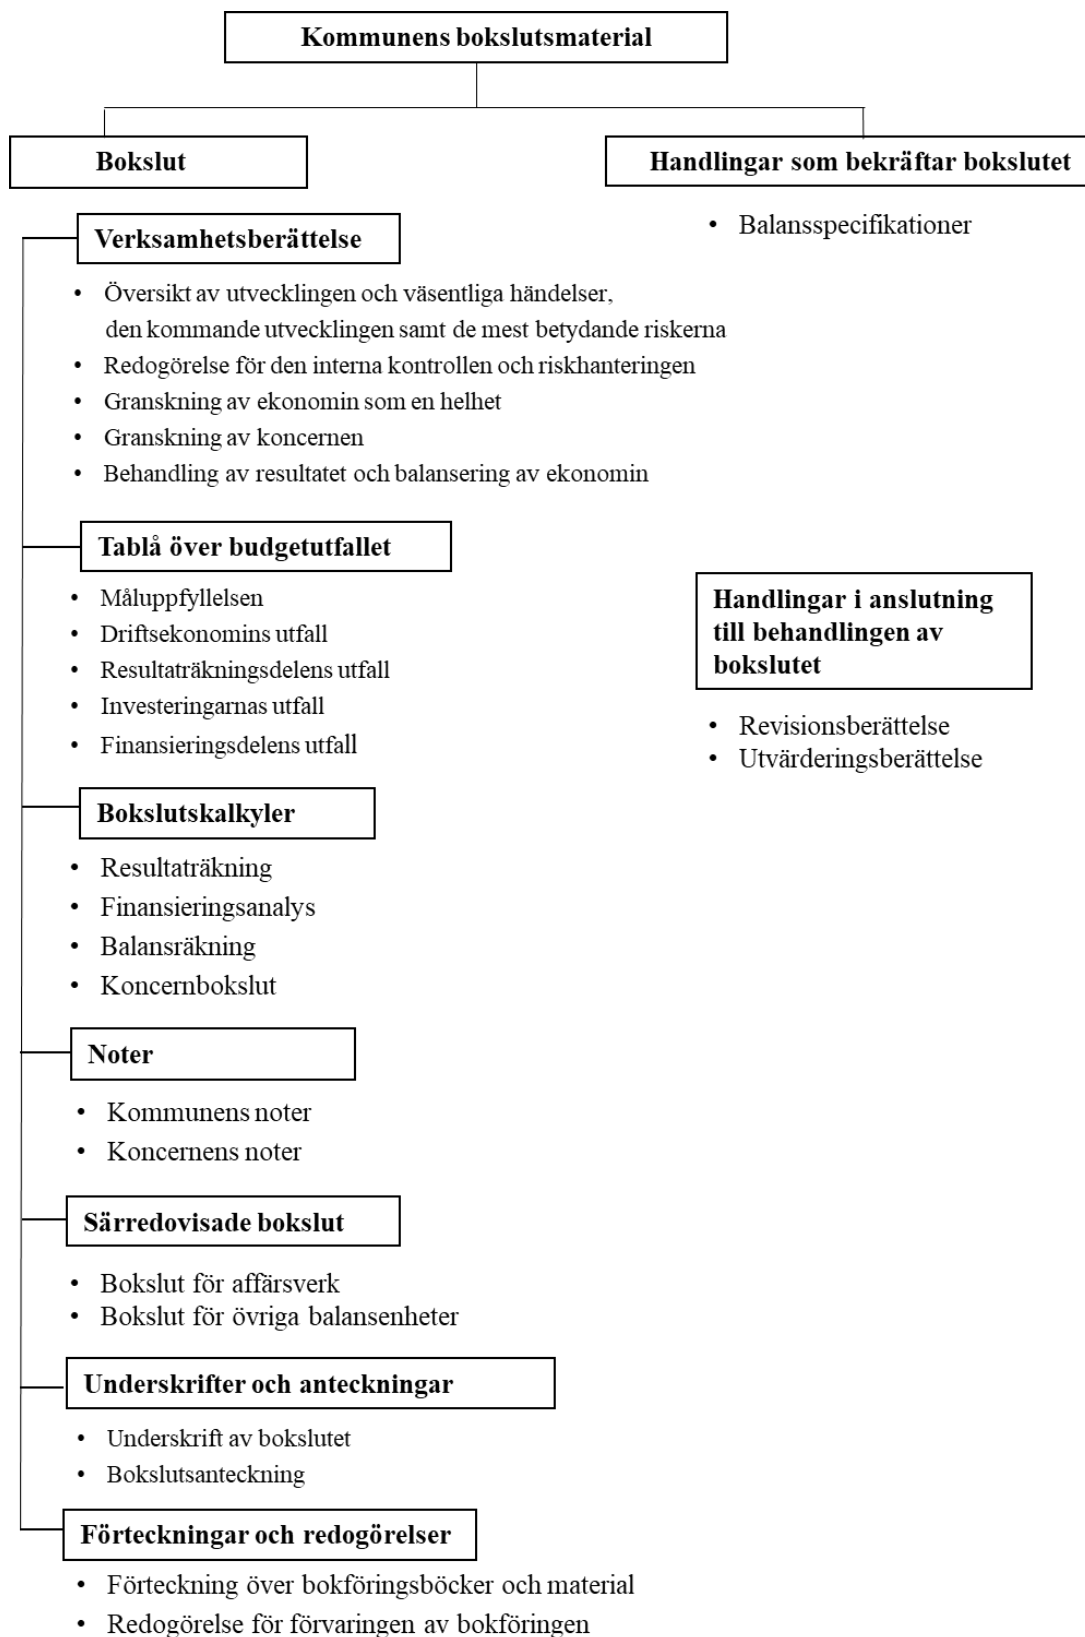 Kommunens bokslutsmaterial
Bokslut
Handlingar som bekräftar bokslutet
• Balansspecifikationer
Verksamhetsberättelse
• Översikt av utvecklingen och väsentliga händelser,
den kommande utvecklingen samt de mest betydande riskerna
• Redogörelse för den interna kontrollen och riskhanteringen
• Granskning av ekonomin som en helhet
• Granskning av koncernen
• Behandling av resultatet och balansering av ekonomin
Tablå över budgetutfallet
• Måluppfyllelsen
• Driftsekonomins utfall
• Resultaträkningsdelens utfall
• Investeringarnas utfall
• Finansieringsdelens utfall
Handlingar i anslutning
till behandlingen av
bokslutet
• Revisionsberättelse
• Utvärderingsberättelse
Bokslutskalkyler
• Resultaträkning
• Finansieringsanalys
• Balansräkning
• Koncernbokslut
Noter
• Kommunens noter
• Koncernens noter
Särredovisade bokslut
• Bokslut för affärsverk
• Bokslut för övriga balansenheter
Underskrifter och anteckningar
• Underskrift av bokslutet
• Bokslutsanteckning
Förteckningar och redogörelser
• Förteckning över bokföringsböcker och material
• Redogörelse för förvaringen av bokföringen